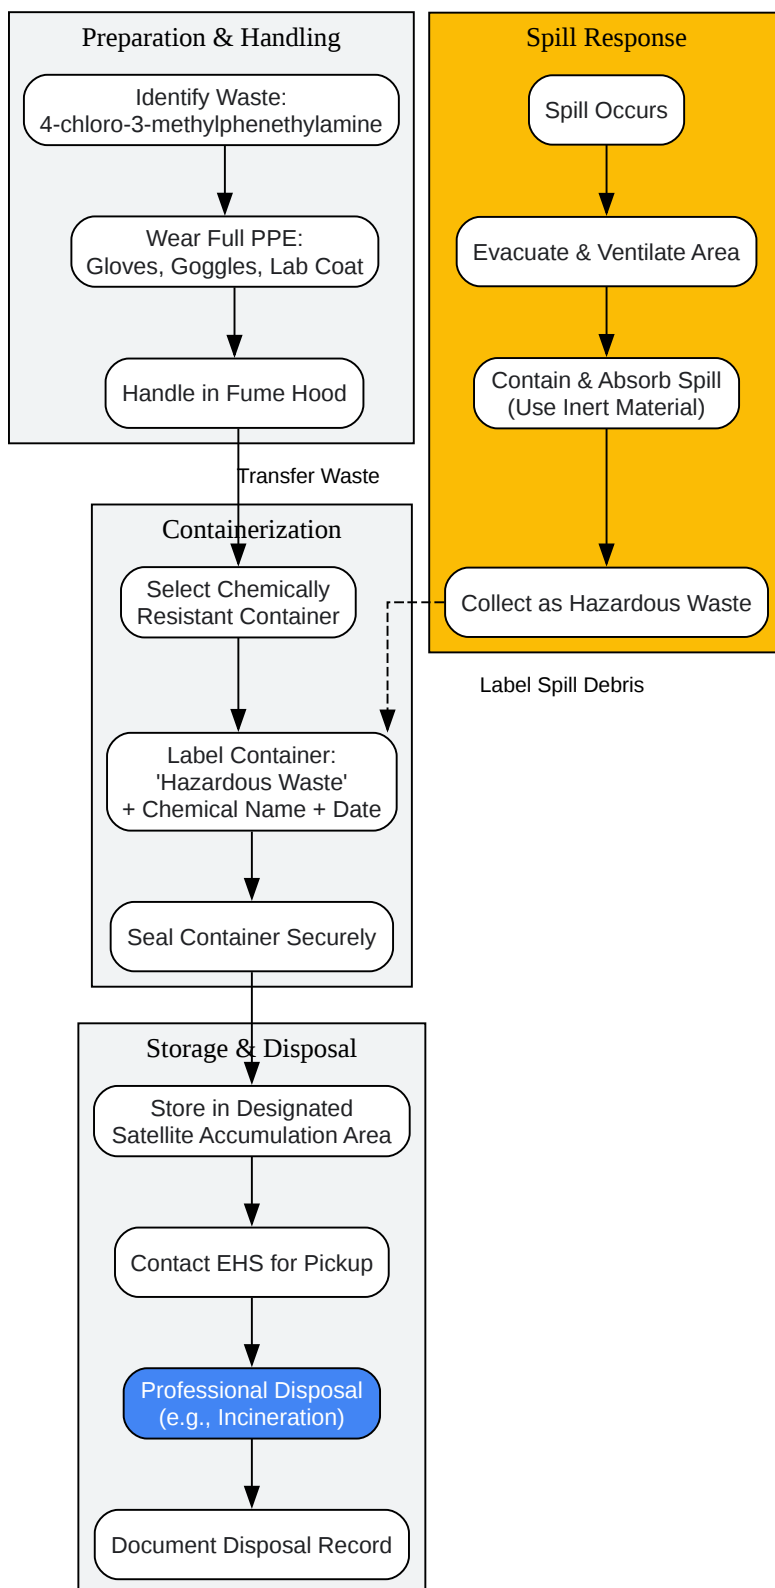 Preparation & Handling
Identify Waste:
4-chloro-3-methylphenethylamine
Wear Full PPE:
Gloves, Goggles, Lab Coat
Handle in Fume Hood
Transfer Waste
Containerization
Select Chemically
Resistant Container
Label Container:
'Hazardous Waste'
+ Chemical Name + Date
Seal Container Securely
Storage & Disposal
Store in Designated
Satellite Accumulation Area
Contact EHS for Pickup
Professional Disposal
(e.g., Incineration)
Document Disposal Record
Spill Response
Spill Occurs
Evacuate & Ventilate Area
Contain & Absorb Spill
(Use Inert Material)
Collect as Hazardous Waste
Label Spill Debris